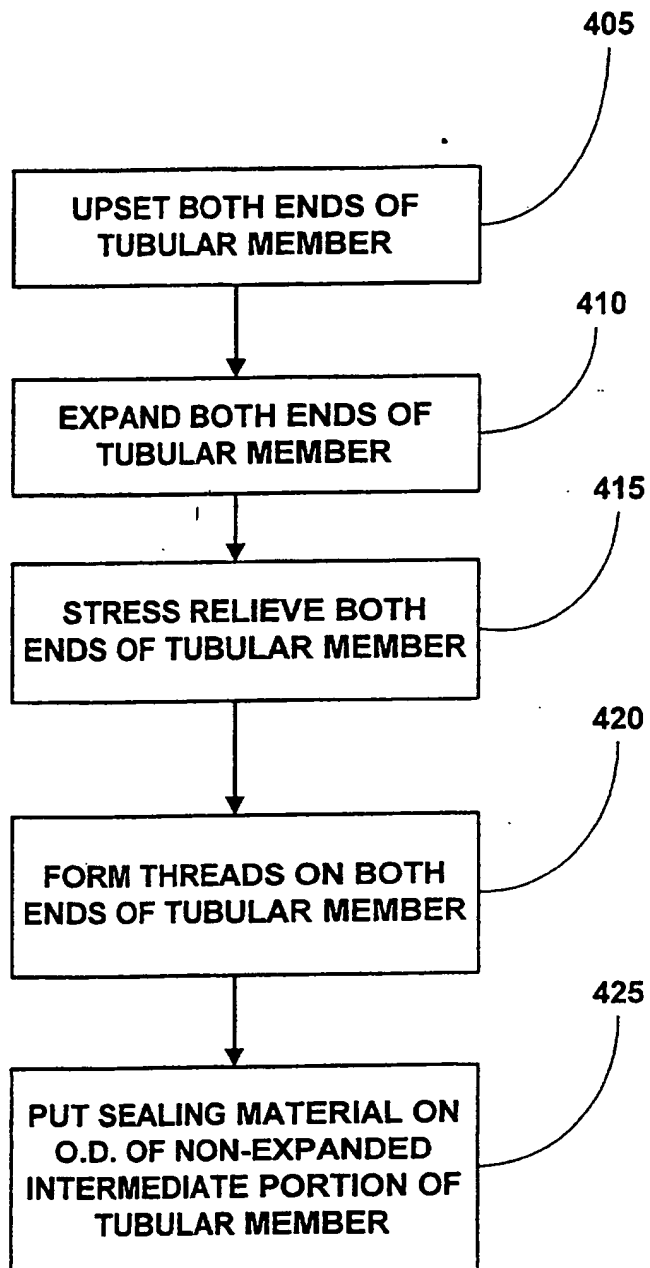 405
UPSET BOTH ENDS OF
TUBULAR MEMBER
410
EXPAND BOTH ENDS OF
TUBULAR MEMBER
415
STRESS RELIEVE BOTH
ENDS OF TUBULAR MEMBER
420
FORM THREADS ON BOTH
ENDS OF TUBULAR MEMBER
425
PUT SEALING MATERIAL ON
O.D. OF NON-EXPANDED
INTERMEDIATE PORTION OF
TUBULAR MEMBER